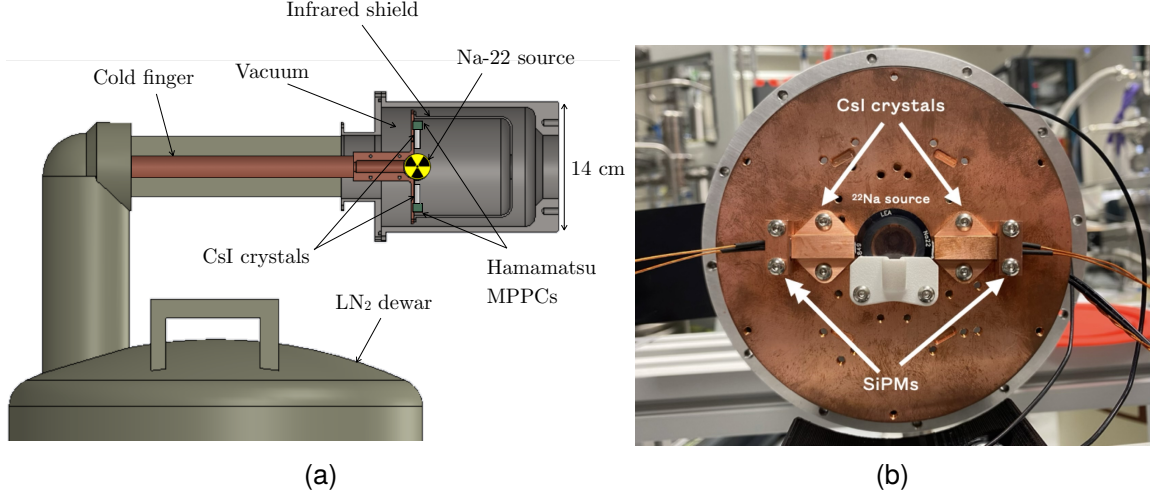 Infrared shield
Na-22 source
Vacuum
Cold finger
14 cm
CsI crystals
Hamamatsu
MPPCs
LN₂ dewar
(a)
CsI crystals
²²Na source
LEA
Na22
SiPMs
(b)